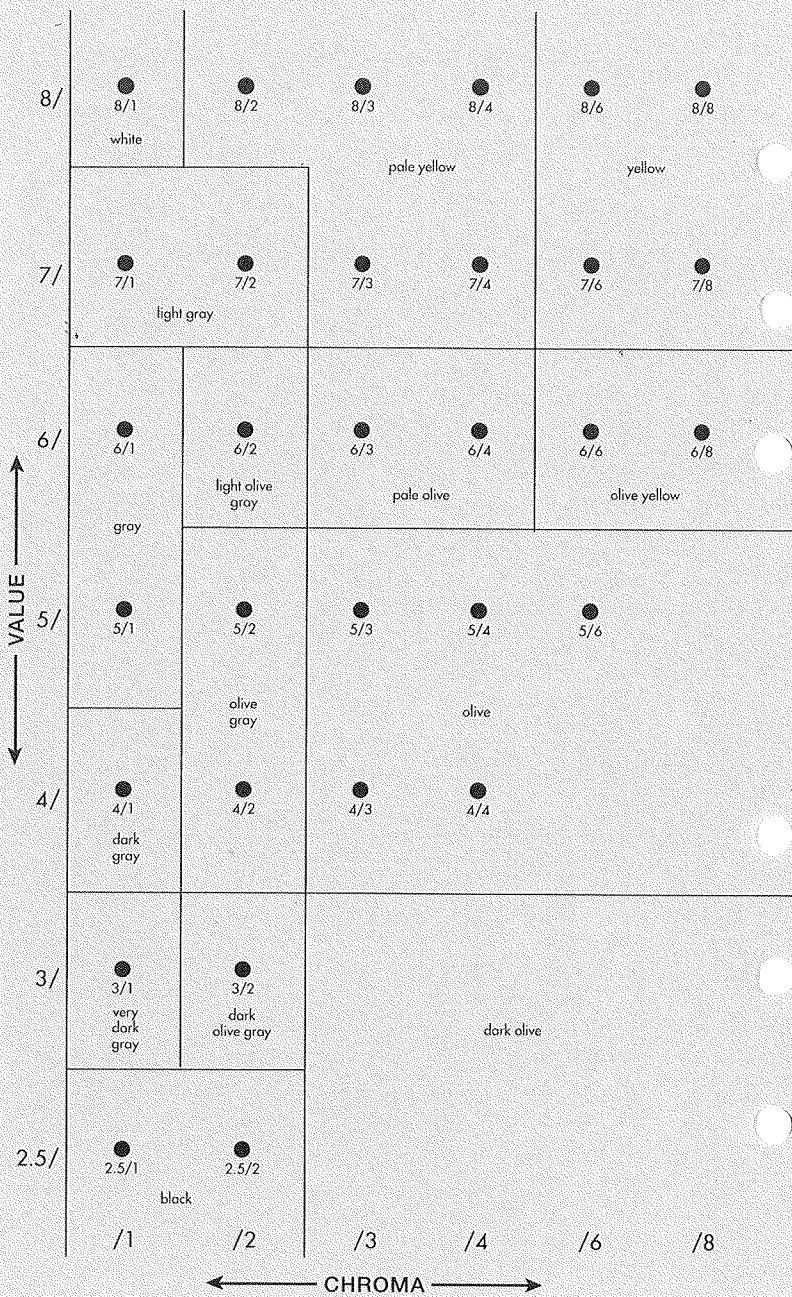 8/
8/1 8/2 8/3 8/4 8/6 8/8
white
pale yellow
yellow
7/
7/1 7/2 7/3 7/4 7/6 7/8
light gray
6/
6/1 6/2 6/3 6/4 6/6 6/8
light olive
gray
pale olive
olive yellow
gray
VALUE
5/
5/1 5/2 5/3 5/4 5/6
olive
gray
olive
4/
4/1 4/2 4/3 4/4
dark
gray
3/
3/1 3/2
very
dark
gray
dark
olive gray
dark olive
2.5/
2.5/1 2.5/2
black
/1 /2 /3 /4 /6 /8
CHROMA